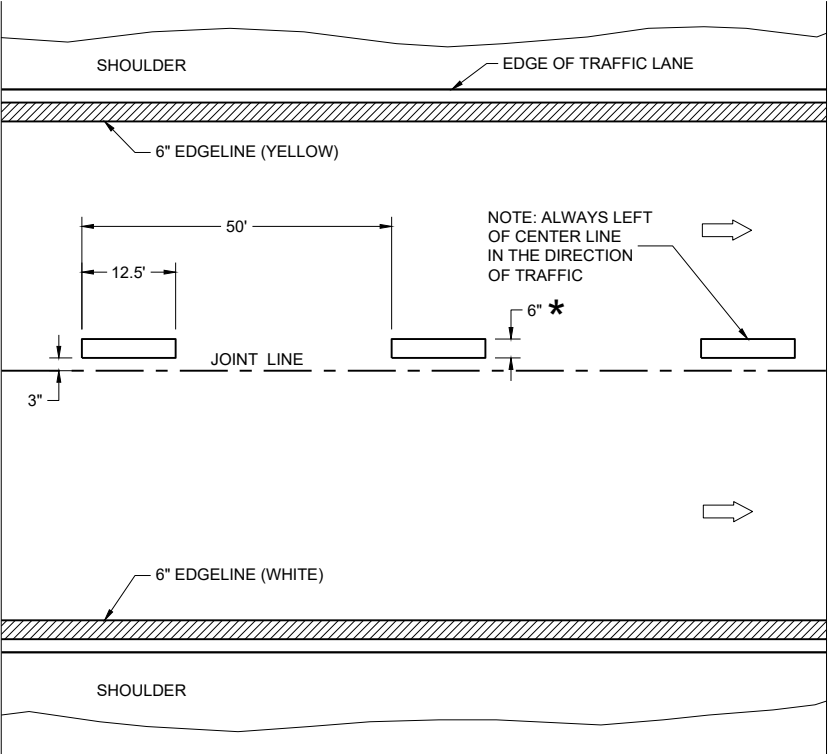 SHOULDER
EDGE OF TRAFFIC LANE
6" EDGELINE (YELLOW)
50'
NOTE: ALWAYS LEFT
OF CENTER LINE
IN THE DIRECTION
OF TRAFFIC
12.5'
6" *
JOINT LINE
3"
6" EDGELINE (WHITE)
SHOULDER